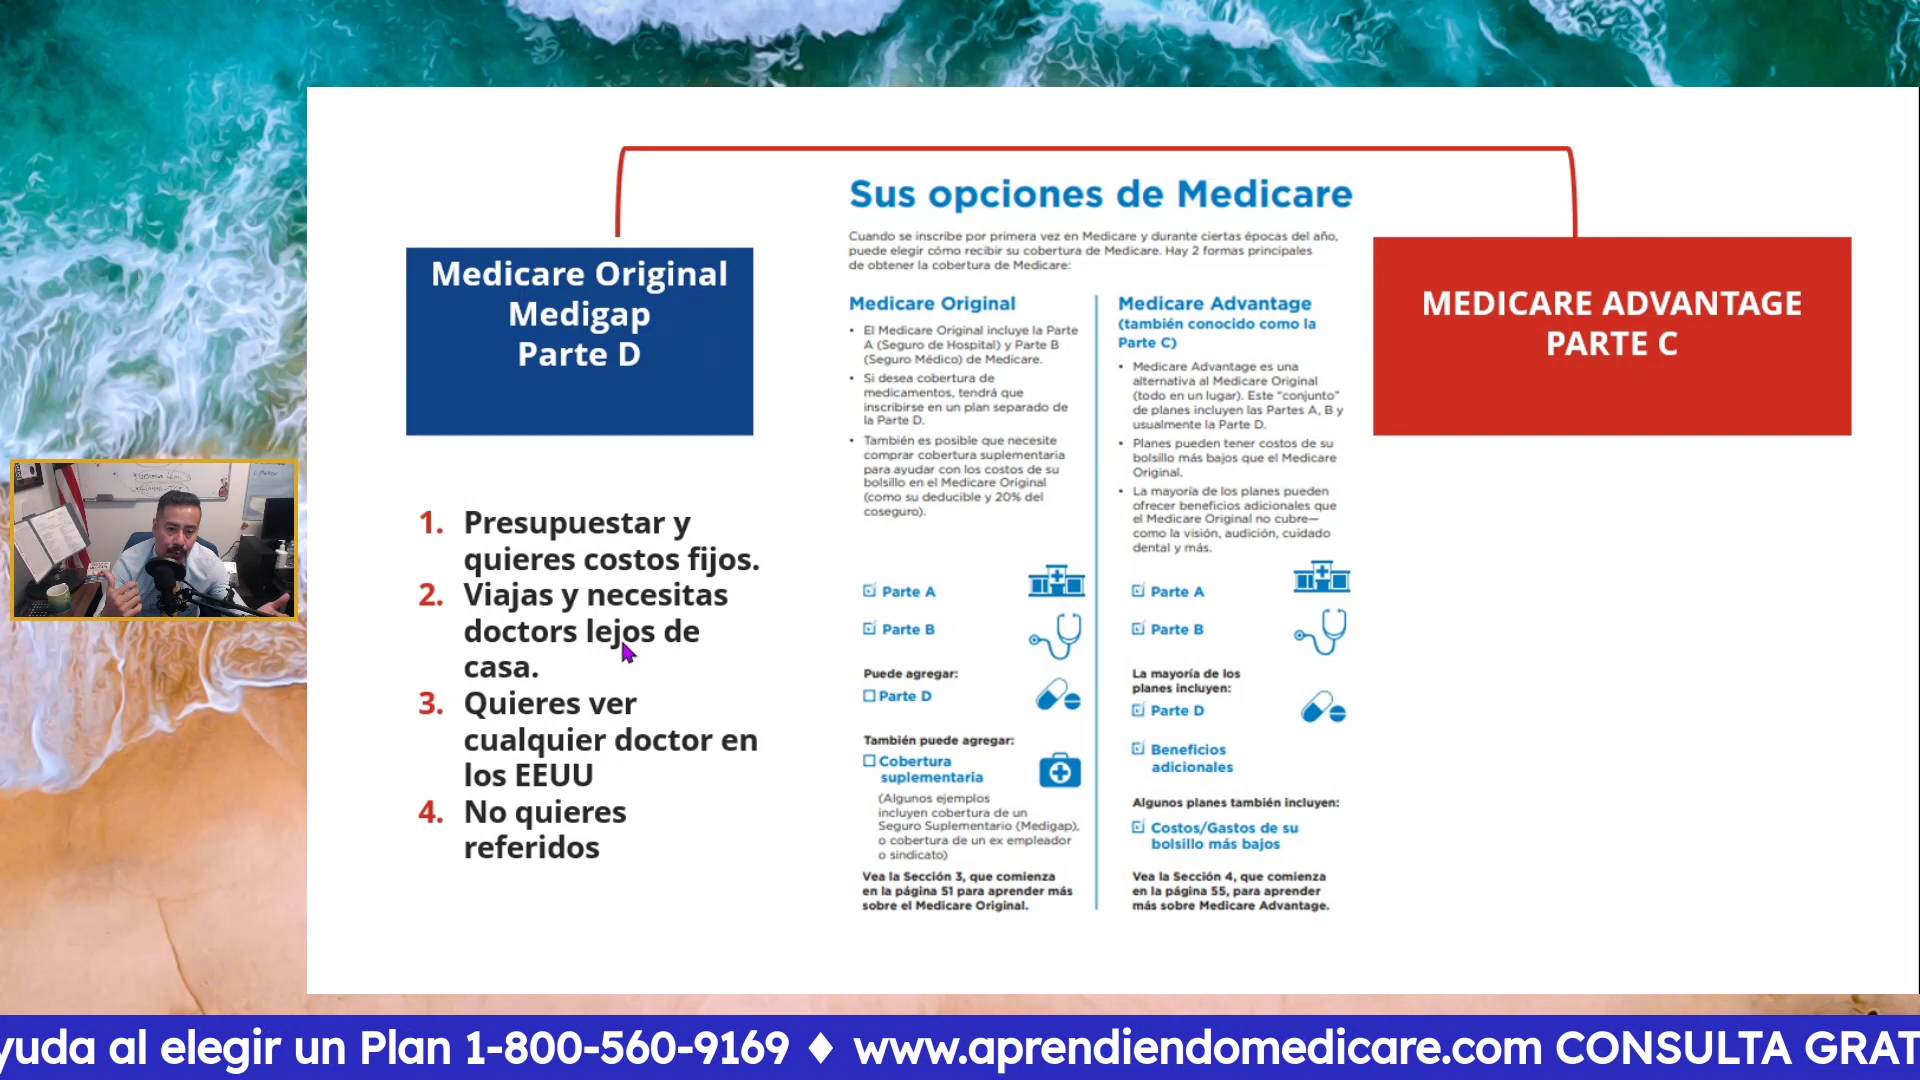 Sus opciones de Medicare
Cuando se inscribe por primera vez en Medicare y durante ciertas épocas del año,
puede elegir cómo recibir su cobertura de Medicare. Hay 2 formas principales
de obtener la cobertura de Medicare:
Medicare Original
Medigap
Parte D
1. Presupuestar y
quieres costos fijos.
2. Viajas y necesitas
doctors lejos de
casa.
3. Quieres ver
cualquier doctor en
los EEUU
4. No quieres
referidos
Medicare Original
• El Medicare Original incluye la Parte
A (Seguro de Hospital) y Parte B
(Seguro Médico) de Medicare.
• Si desea cobertura de
medicamentos, tendrá que
inscribirse en un plan separado de
la Parte D.
• También es posible que necesite
comprar cobertura suplementaria
para ayudar con los costos de su
bolsillo en el Medicare Original
(como su deducible y 20% del
coseguro).
Parte A
Parte B
Puede agregar:
Parte D
También puede agregar:
Cobertura
suplementaria
(Algunos ejemplos
incluyen cobertura de un
Seguro Suplementario (Medigap),
o cobertura de un ex empleador
o sindicato)
Vea la Sección 3, que comienza
en la página 51 para aprender más
sobre el Medicare Original.
Medicare Advantage
(también conocido como la
Parte C)
• Medicare Advantage es una
alternativa al Medicare Original
(todo en un lugar). Este “conjunto”
de planes incluyen las Partes A, B y
usualmente la Parte D.
• Planes pueden tener costos de su
bolsillo más bajos que el Medicare
Original.
• La mayoría de los planes pueden
ofrecer beneficios adicionales que
el Medicare Original no cubre—
como la visión, audición, cuidado
dental y más.
Parte A
Parte B
La mayoría de los
planes incluyen:
Parte D
Beneficios
adicionales
Algunos planes también incluyen:
Costos/Gastos de su
bolsillo más bajos
Vea la Sección 4, que comienza
en la página 55, para aprender
más sobre Medicare Advantage.
MEDICARE ADVANTAGE
PARTE C
yuda al elegir un Plan 1-800-560-9169 ♦ www.aprendiendomedicare.com CONSULTA GRAT